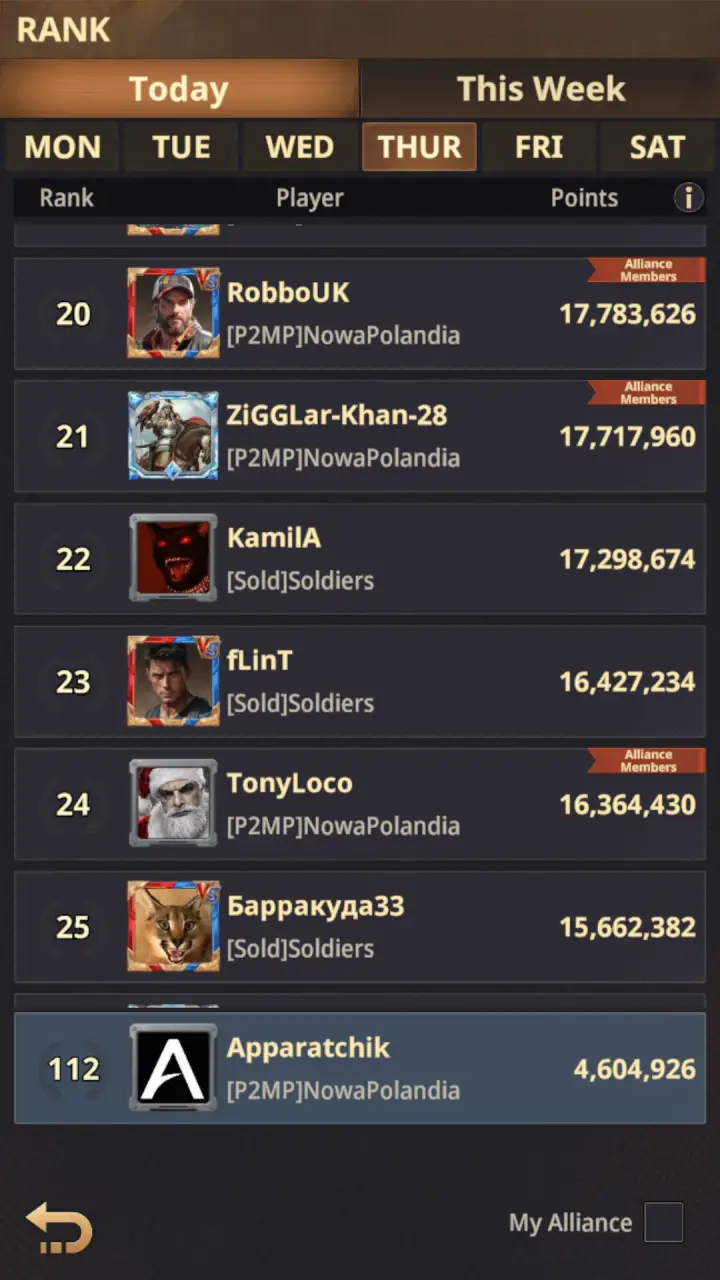 RANK
Today
This Week
MON TUE WED THUR FRI SAT
Rank Player Points i
Alliance
Members
20 RobboUK 17,783,626
[P2MP]NowaPolandia
Alliance
Members
21 ZiGGLar-Khan-28 17,717,960
[P2MP]NowaPolandia
22 KamilA 17,298,674
[Sold]Soldiers
23 fLinT 16,427,234
[Sold]Soldiers
Alliance
Members
24 TonyLoco 16,364,430
[P2MP]NowaPolandia
25 Барракуда33 15,662,382
[Sold]Soldiers
112 Apparatchik 4,604,926
[P2MP]NowaPolandia
My Alliance